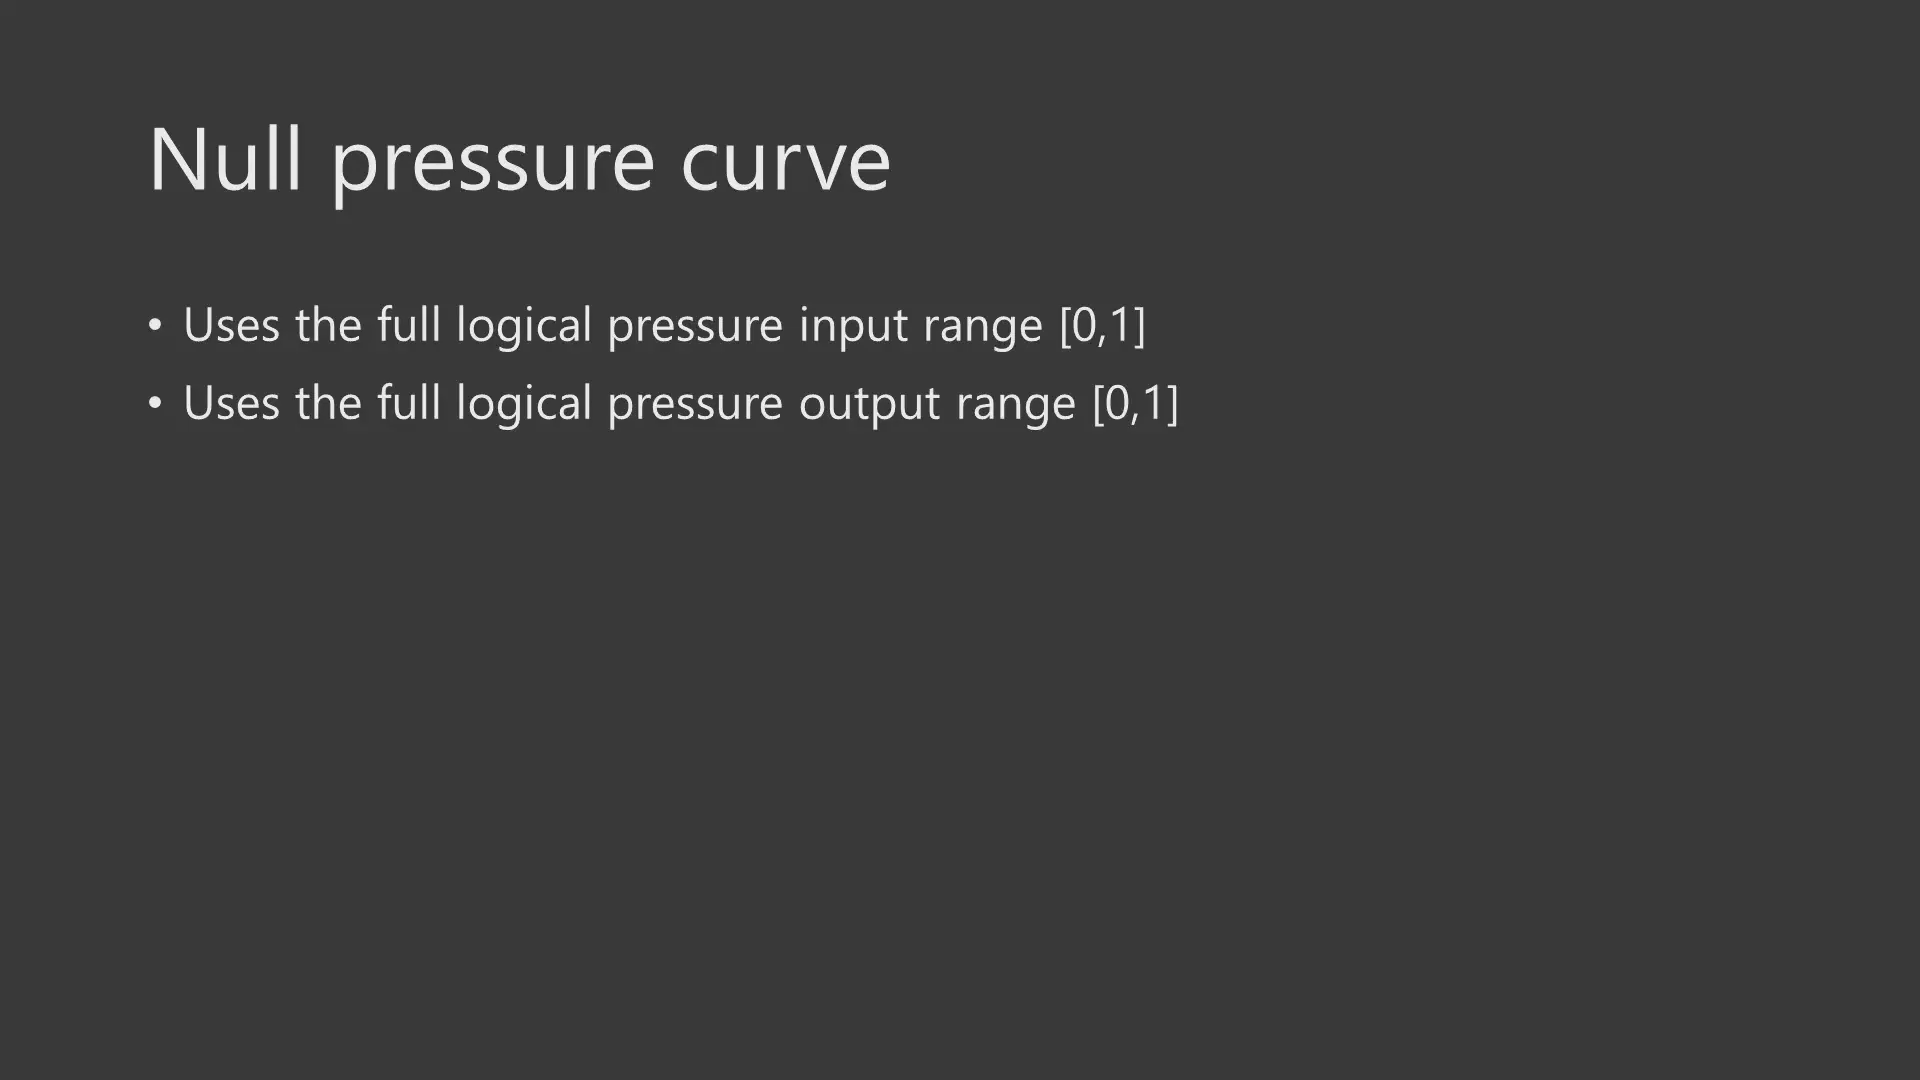 Null pressure curve
• Uses the full logical pressure input range [0,1]
• Uses the full logical pressure output range [0,1]